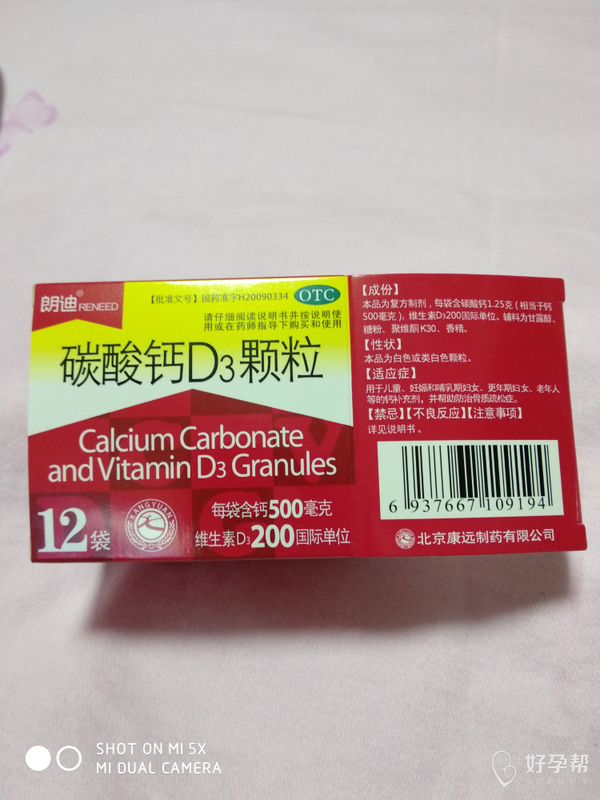 朗迪® RENEED
【批准文号】国药准字H20090334 OTC
请仔细阅读说明书并按说明使
用或在药师指导下购买和使用
碳酸钙D3颗粒
Calcium Carbonate
and Vitamin D3 Granules
12袋
KANGYUAN
每袋含钙500毫克
维生素D3200国际单位
【成份】
本品为复方制剂，每袋含碳酸钙1.25克（相当于钙
500毫克），维生素D3200国际单位。辅料为甘露醇、
糖粉、聚维酮K30、香精。
【性状】
本品为白色或类白色颗粒。
【适应症】
用于儿童、妊娠和哺乳期妇女、更年期妇女、老年人
等的钙补充剂，并帮助防治骨质疏松症。
【禁忌】【不良反应】【注意事项】
详见说明书。
6 937667 109194
北京康远制药有限公司
SHOT ON MI 5X
MI DUAL CAMERA
好孕帮